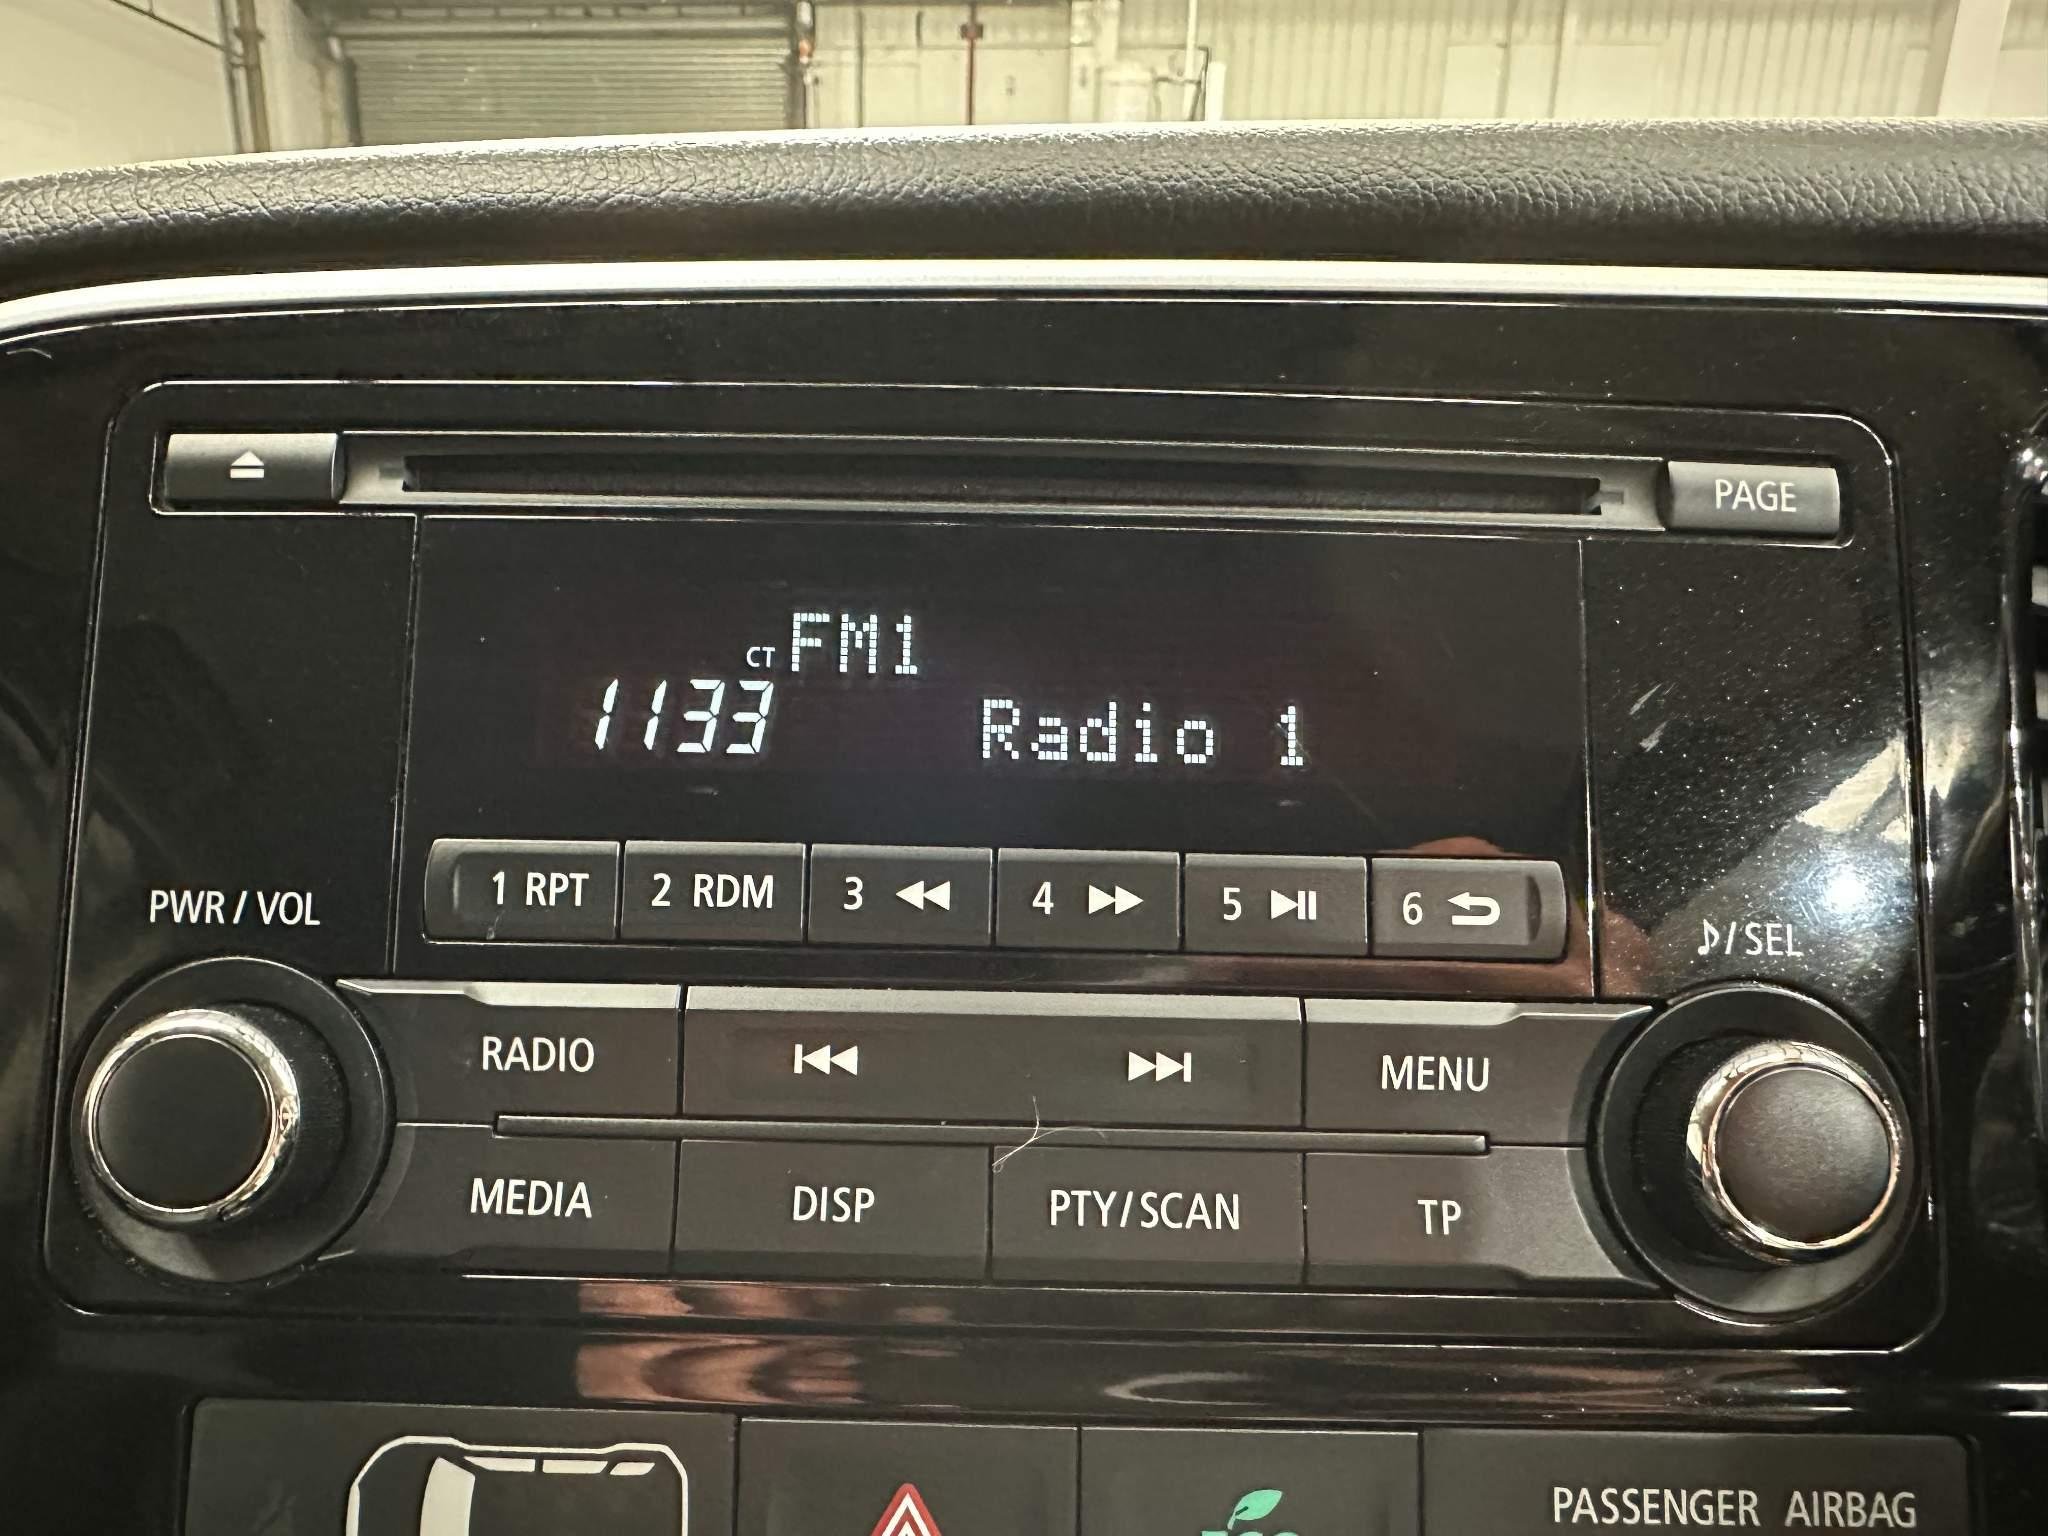 PAGE
CT FM1
1133 Radio 1
1 RPT 2 RDM 3 4 5 6
PWR / VOL
/ SEL
RADIO MENU
MEDIA DISP PTY/SCAN TP
PASSENGER AIRBAG